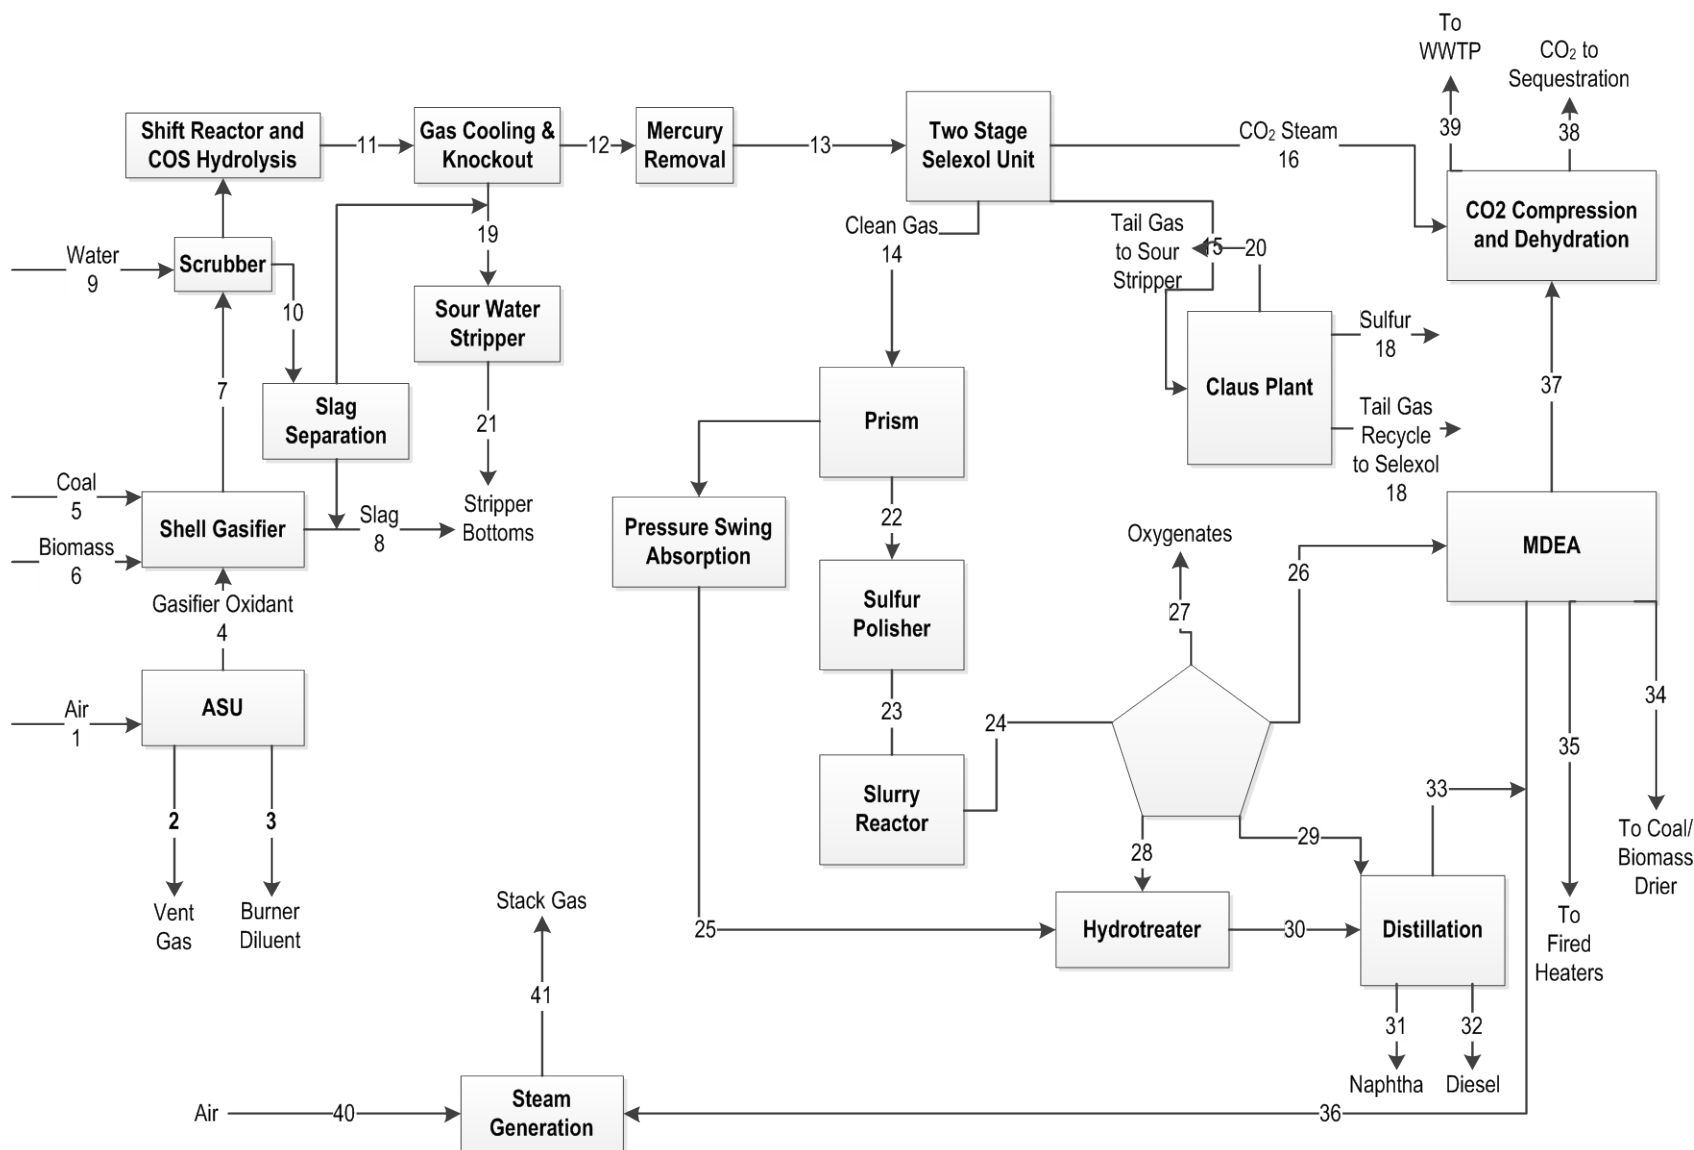 To
WWTP
CO₂ to
Sequestration
39
38
Shift Reactor and
COS Hydrolysis
11
Gas Cooling &
Knockout
12
Mercury
Removal
13
Two Stage
Selexol Unit
CO₂ Steam
16
CO2 Compression
and Dehydration
Water
9
Scrubber
10
19
Clean Gas
14
Tail Gas
to Sour
Stripper
15
20
Sour Water
Stripper
21
Stripper
Bottoms
7
Slag
Separation
Prism
Claus Plant
Sulfur
18
Tail Gas
Recycle
to Selexol
18
37
Coal
5
Biomass
6
Shell Gasifier
Slag
8
Gasifier Oxidant
4
Pressure Swing
Absorption
22
Sulfur
Polisher
23
Slurry
Reactor
24
Oxygenates
27
26
MDEA
Air
1
ASU
2
3
Vent
Gas
Burner
Diluent
28
29
33
35
34
To Coal/
Biomass
Drier
To
Fired
Heaters
25
Hydrotreater
30
Distillation
31
32
Naphtha
Diesel
Stack Gas
41
Air
40
Steam
Generation
36